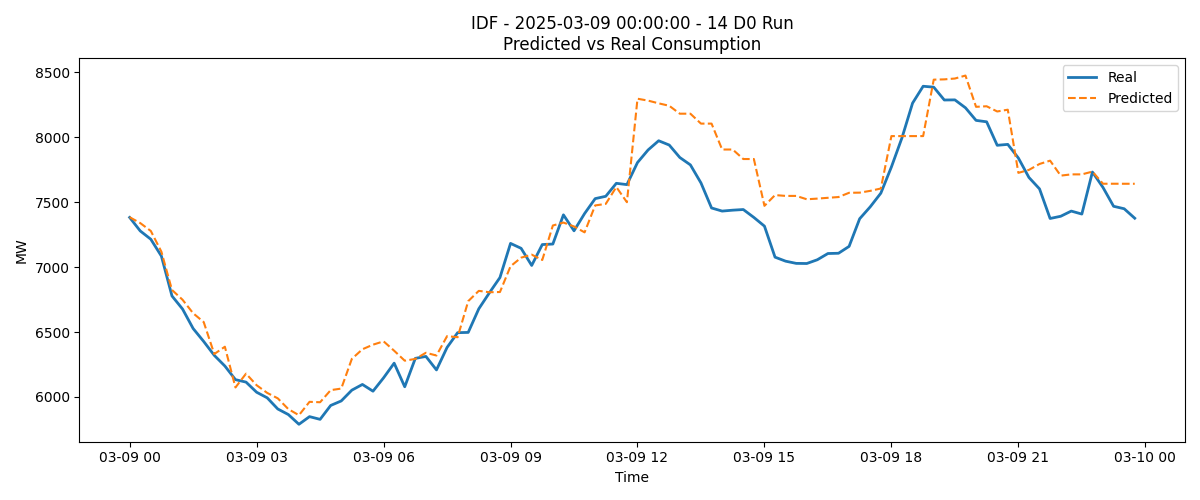 IDF - 2025-03-09 00:00:00 - 14 D0 Run
Predicted vs Real Consumption
Real
Predicted
MW
8500
8000
7500
7000
6500
6000
03-09 00
03-09 03
03-09 06
03-09 09
03-09 12
03-09 15
03-09 18
03-09 21
03-10 00
Time